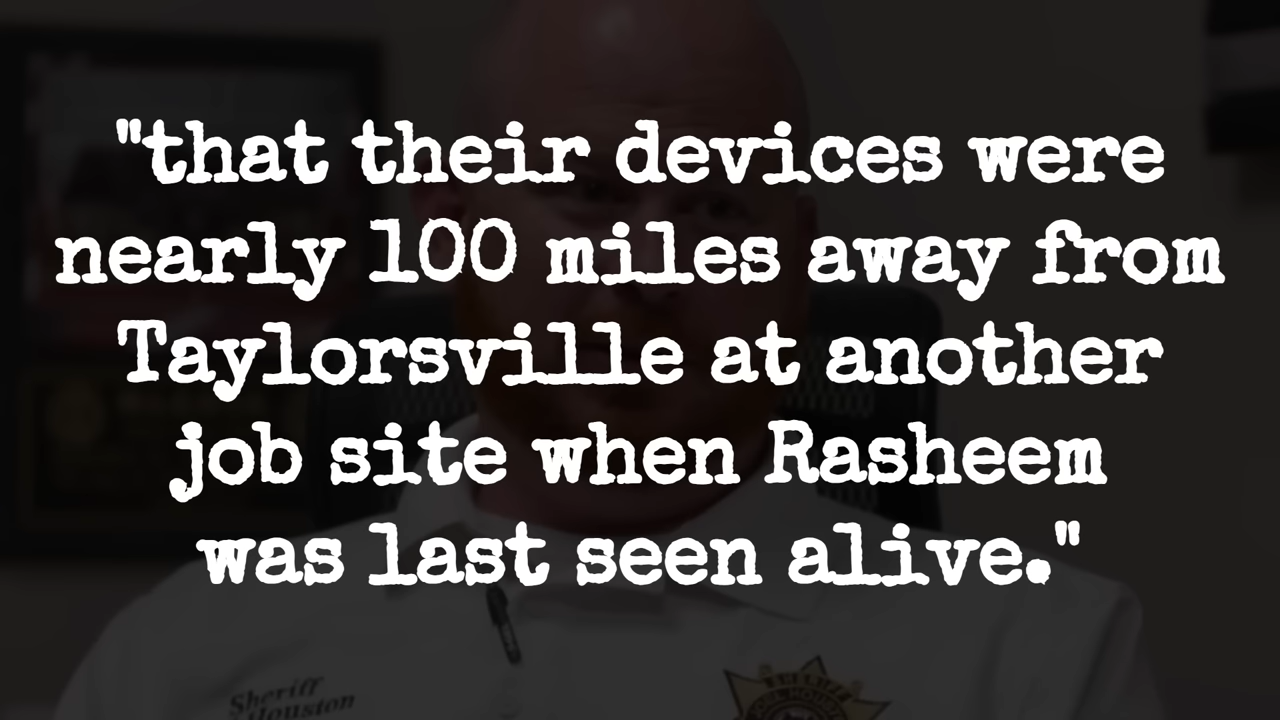 "that their devices were
nearly 100 miles away from
Taylorsville at another
job site when Rasheem
was last seen alive."
Sheriff
Houston